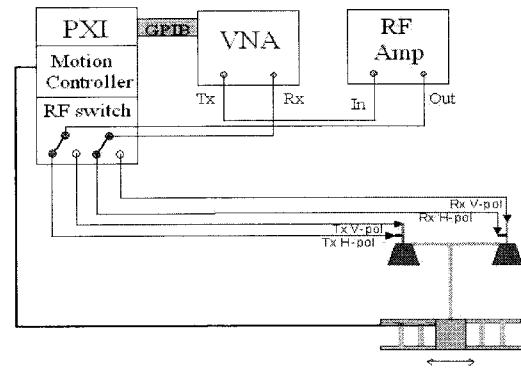 PXI
GPIB
VNA
RF
Amp
Motion
Controller
Tx
Rx
In
Out
RF switch
Rx V-pol
Rx H-pol
Tx V-pol
Tx H-pol